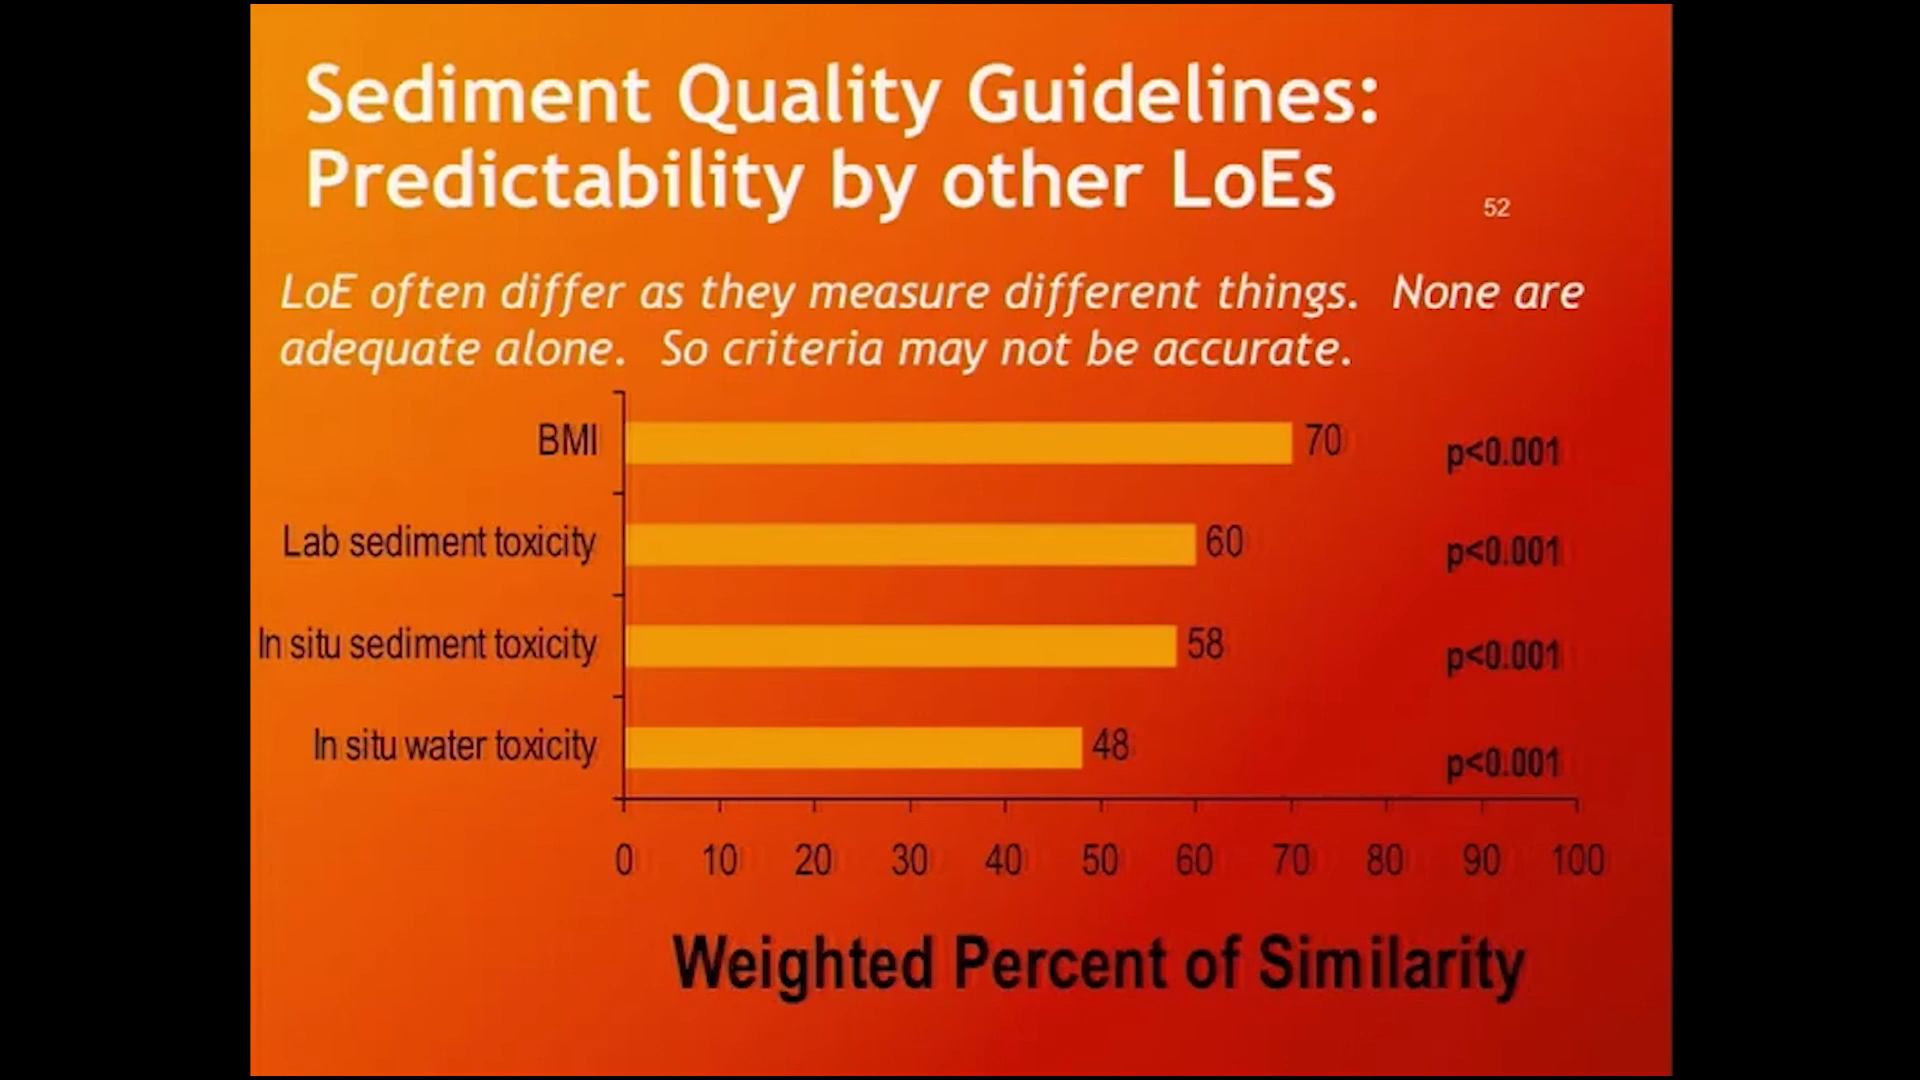 Sediment Quality Guidelines:
Predictability by other LoEs
52
LoE often differ as they measure different things. None are
adequate alone. So criteria may not be accurate.
BMI 70 p<0.001
Lab sediment toxicity 60 p<0.001
In situ sediment toxicity 58 p<0.001
In situ water toxicity 48 p<0.001
0 10 20 30 40 50 60 70 80 90 100
Weighted Percent of Similarity